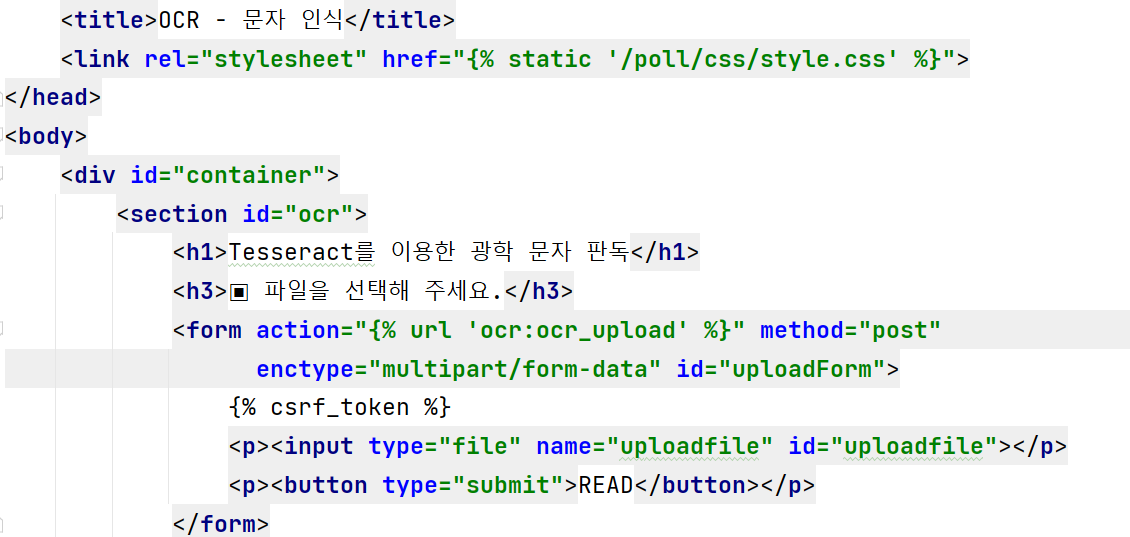 <title>OCR - 문자 인식</title>
<link rel="stylesheet" href="{% static '/poll/css/style.css' %}">
</head>
<body>
<div id="container">
<section id="ocr">
<h1>Tesseract를 이용한 광학 문자 판독</h1>
<h3>▣ 파일을 선택해 주세요.</h3>
<form action="{% url 'ocr:ocr_upload' %}" method="post"
enctype="multipart/form-data" id="uploadForm">
{% csrf_token %}
<p><input type="file" name="uploadfile" id="uploadfile"></p>
<p><button type="submit">READ</button></p>
</form>